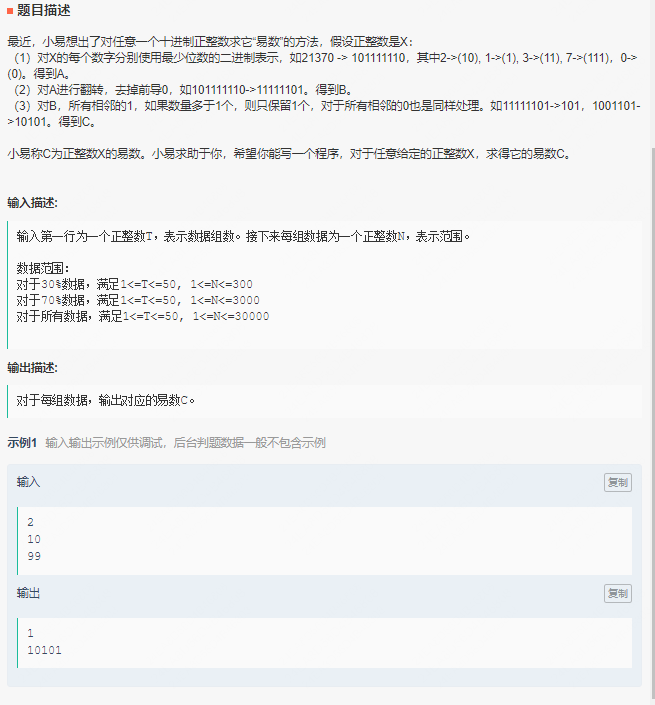 题目描述
最近，小易想出了对任意一个十进制正整数求它“易数”的方法，假设正整数是X：
（1）对X的每个数字分别使用最少位数的二进制表示，如21370 -> 101111110，其中2->(10), 1->(1), 3->(11), 7->(111)，0->
(0)。得到A。
（2）对A进行翻转，去掉前导0，如101111110->11111101。得到B。
（3）对B，所有相邻的1，如果数量多于1个，则只保留1个，对于所有相邻的0也是同样处理。如11111101->101，1001101-
>10101。得到C。
小易称C为正整数X的易数。小易求助于你，希望你能写一个程序，对于任意给定的正整数X，求得它的易数C。
输入描述:
输入第一行为一个正整数T，表示数据组数。接下来每组数据为一个正整数N，表示范围。
数据范围：
对于30%数据，满足1<=T<=50, 1<=N<=300
对于70%数据，满足1<=T<=50, 1<=N<=3000
对于所有数据，满足1<=T<=50, 1<=N<=30000
输出描述:
对于每组数据，输出对应的易数C。
示例1 输入输出示例仅供调试，后台判题数据一般不包含示例
输入 复制
2
10
99
输出 复制
1
10101